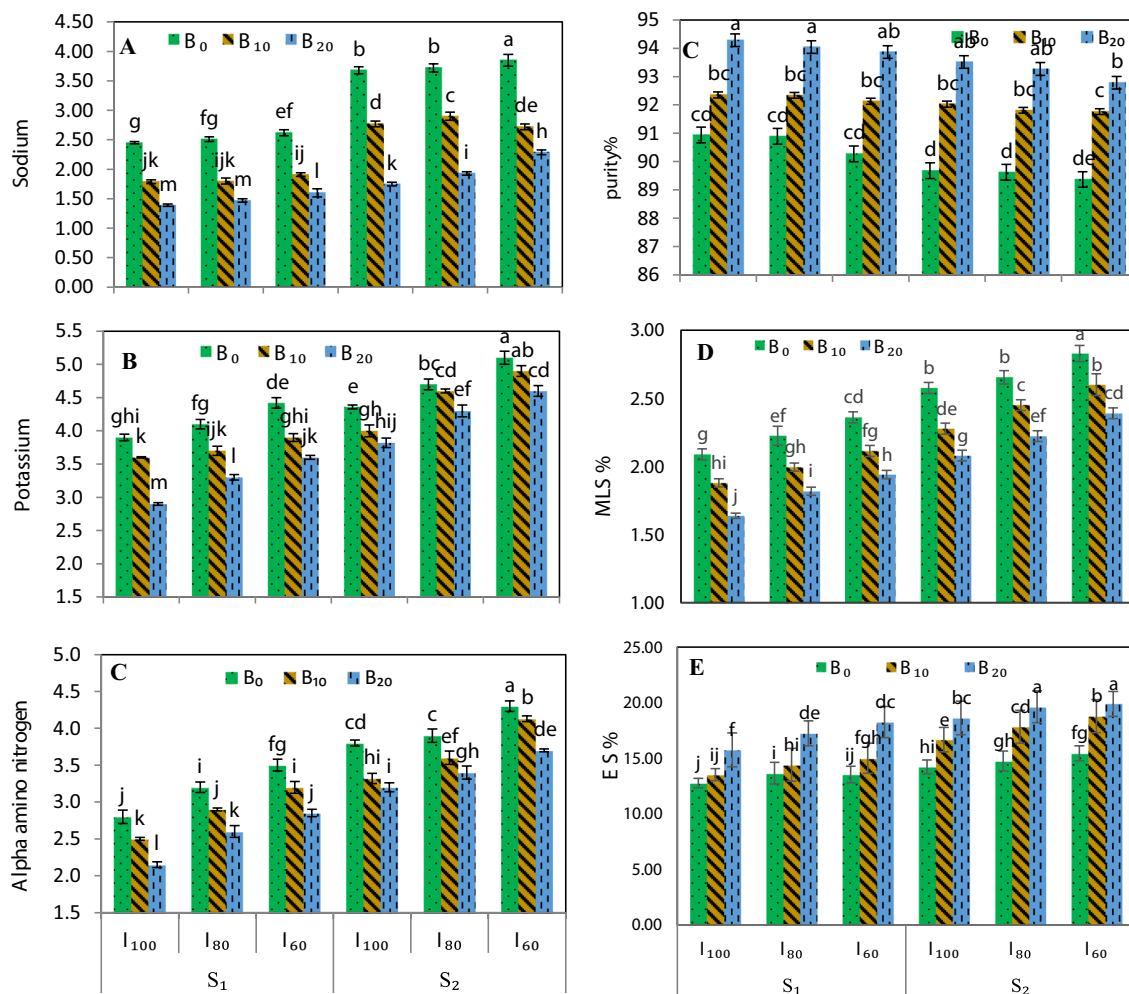 A
B₀ B₁₀ B₂₀
Sodium
4.50
4.00
3.50
3.00
2.50
2.00
1.50
1.00
0.50
0.00
g jk m
fg ijk m
ef ij l
b d k
b c i
a de h
C
B₀ B₁₀ B₂₀
purity%
95
94
93
92
91
90
89
88
87
86
cd bc a
cd bc a
cd bc ab
d bc ab
d bc ab
de c b
B
B₀ B₁₀ B₂₀
Potassium
5.5
5.0
4.5
4.0
3.5
3.0
2.5
2.0
1.5
ghi k m
fg ijk l
de ghi jk
e gh hij
bc cd ef
a ab cd
D
B₀ B₁₀ B₂₀
MLS %
3.00
2.50
2.00
1.50
1.00
g hi j
ef gh i
cd fg h
b de g
b c ef
a b cd
C
B₀ B₁₀ B₂₀
Alpha amino nitrogen
5.0
4.5
4.0
3.5
3.0
2.5
2.0
1.5
j k l
i j k
fg i j
cd hi i
c ef gh
a b de
I₁₀₀ I₈₀ I₆₀ I₁₀₀ I₈₀ I₆₀
S₁ S₂
E
B₀ B₁₀ B₂₀
E S%
25.00
20.00
15.00
10.00
5.00
0.00
j ij f
i hi de
ij fgh dc
hi e bc
gh cd a
fg b a
I₁₀₀ I₈₀ I₆₀ I₁₀₀ I₈₀ I₆₀
S₁ S₂